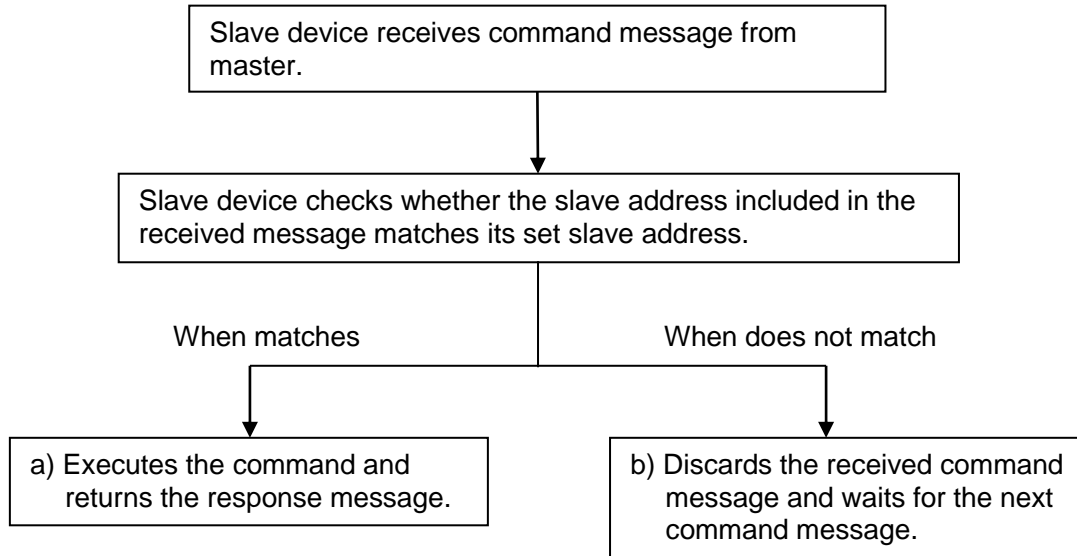 Slave device receives command message from
master.
Slave device checks whether the slave address included in the
received message matches its set slave address.
When matches
When does not match
a) Executes the command and
returns the response message.
b) Discards the received command
message and waits for the next
command message.